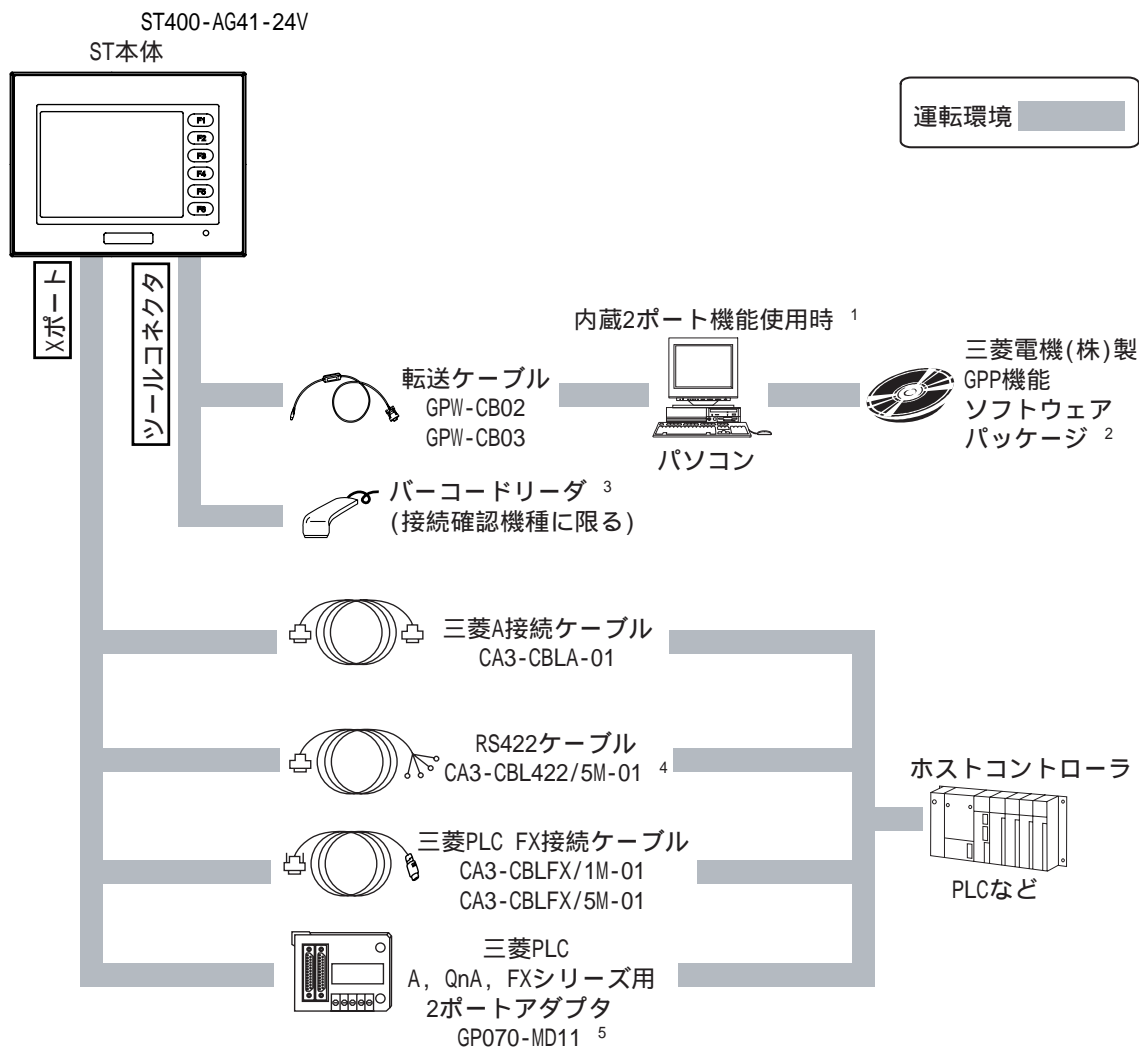 ST400-AG41-24V
ST本体
F1
F2
F3
F4
F5
F6
運転環境
Xポート
ツールコネクタ
内蔵2ポート機能使用時 1
転送ケーブル
GPW-CB02
GPW-CB03
パソコン
三菱電機(株)製
GPP機能
ソフトウェア
パッケージ 2
バーコードリーダ 3
(接続確認機種に限る)
三菱A接続ケーブル
CA3-CBLA-01
RS422ケーブル
CA3-CBL422/5M-01 4
三菱PLC FX接続ケーブル
CA3-CBLFX/1M-01
CA3-CBLFX/5M-01
三菱PLC
A, QnA, FXシリーズ用
2ポートアダプタ
GP070-MD11 5
ホストコントローラ
PLCなど